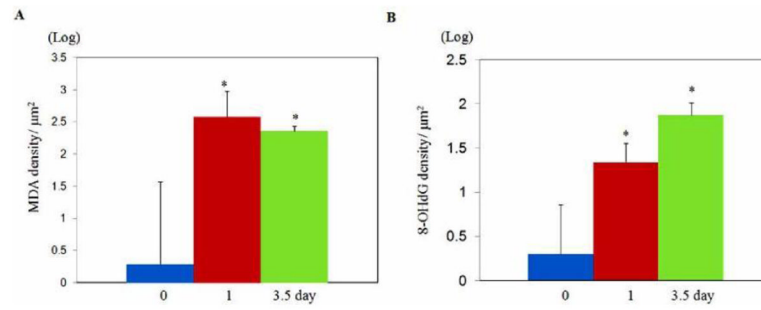 A
(Log)
3.5
3
2.5
2
1.5
1
0.5
0
MDA density/ μm²
*
*
0 1 3.5 day
B
(Log)
2.5
2
1.5
1
0.5
0
8-OHdG density/ μm²
*
*
0 1 3.5 day